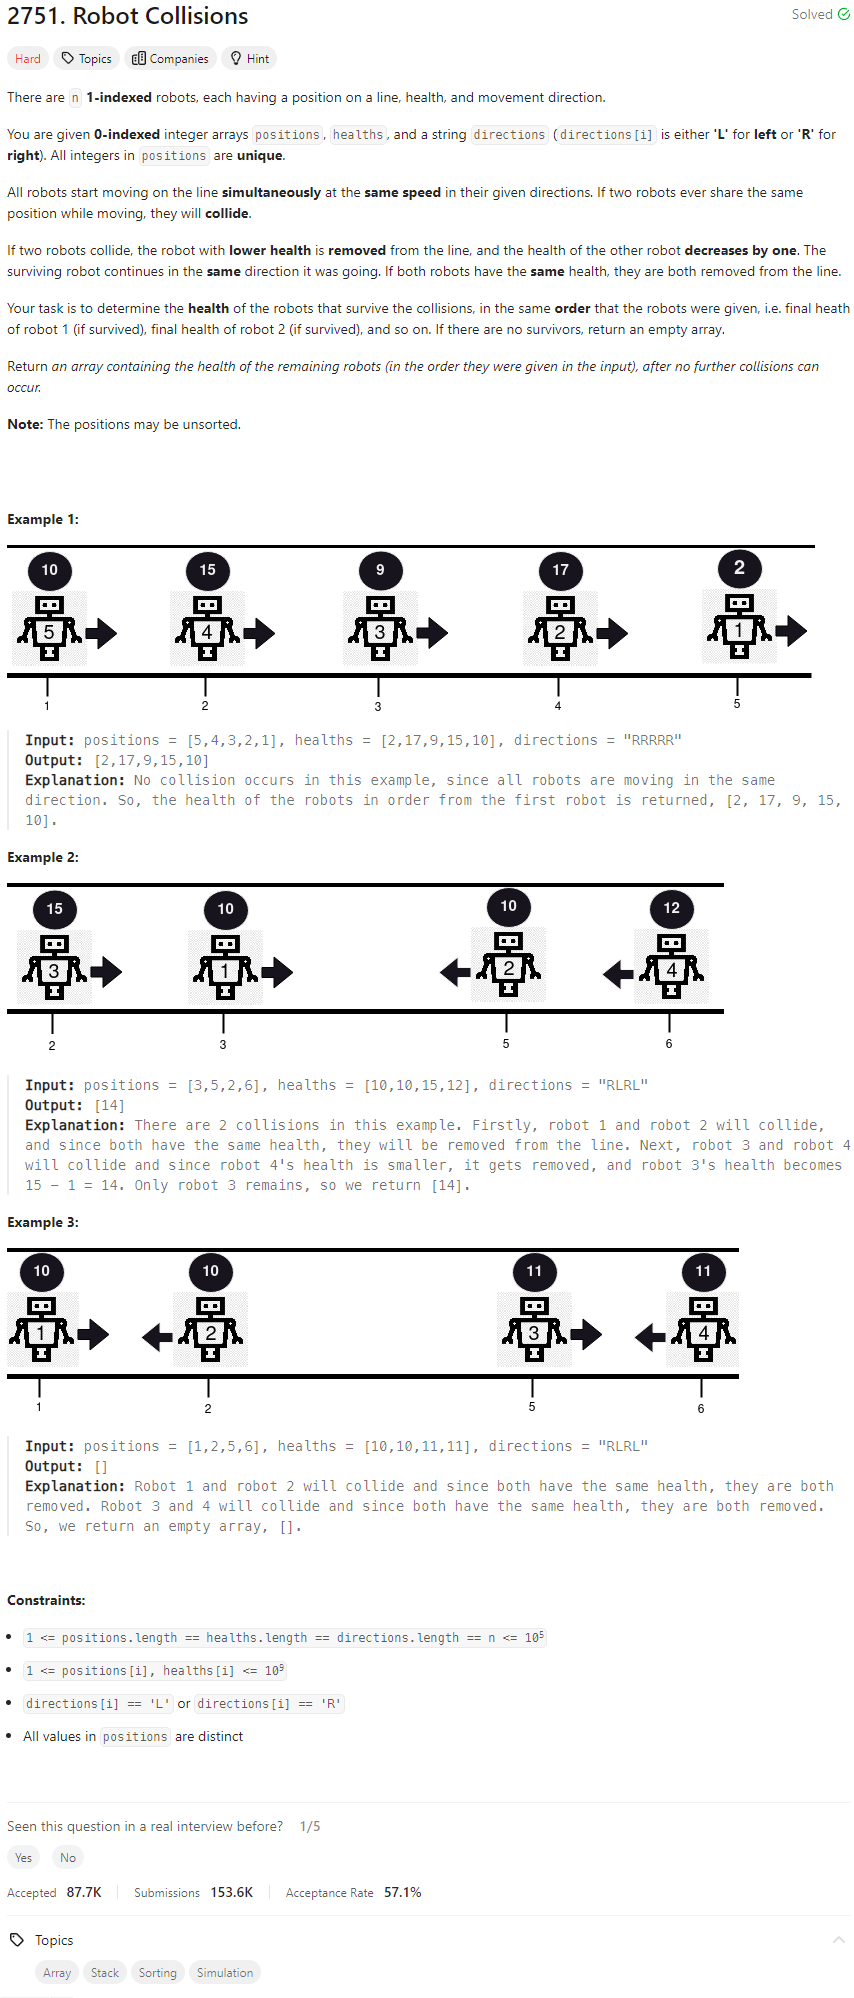 2751. Robot Collisions
Solved
Hard Topics Companies Hint
There are n 1-indexed robots, each having a position on a line, health, and movement direction.
You are given 0-indexed integer arrays positions, healths, and a string directions (directions[i] is either 'L' for left or 'R' for
right). All integers in positions are unique.
All robots start moving on the line simultaneously at the same speed in their given directions. If two robots ever share the same
position while moving, they will collide.
If two robots collide, the robot with lower health is removed from the line, and the health of the other robot decreases by one. The
surviving robot continues in the same direction it was going. If both robots have the same health, they are both removed from the line.
Your task is to determine the health of the robots that survive the collisions, in the same order that the robots were given, i.e. final heath
of robot 1 (if survived), final health of robot 2 (if survived), and so on. If there are no survivors, return an empty array.
Return an array containing the health of the remaining robots (in the order they were given in the input), after no further collisions can
occur.
Note: The positions may be unsorted.
Example 1:
10 15 9 17 2
5 4 3 2 1
1 2 3 4 5
Input: positions = [5,4,3,2,1], healths = [2,17,9,15,10], directions = "RRRRR"
Output: [2,17,9,15,10]
Explanation: No collision occurs in this example, since all robots are moving in the same
direction. So, the health of the robots in order from the first robot is returned, [2, 17, 9, 15,
10].
Example 2:
15 10 10 12
3 1 2 4
2 3 5 6
Input: positions = [3,5,2,6], healths = [10,10,15,12], directions = "RLRL"
Output: [14]
Explanation: There are 2 collisions in this example. Firstly, robot 1 and robot 2 will collide,
and since both have the same health, they will be removed from the line. Next, robot 3 and robot 4
will collide and since robot 4's health is smaller, it gets removed, and robot 3's health becomes
15 - 1 = 14. Only robot 3 remains, so we return [14].
Example 3:
10 10 11 11
1 2 3 4
1 2 5 6
Input: positions = [1,2,5,6], healths = [10,10,11,11], directions = "RLRL"
Output: []
Explanation: Robot 1 and robot 2 will collide and since both have the same health, they are both
removed. Robot 3 and 4 will collide and since both have the same health, they are both removed.
So, we return an empty array, [].
Constraints:
• 1 <= positions.length == healths.length == directions.length == n <= 10⁵
• 1 <= positions[i], healths[i] <= 10⁹
• directions[i] == 'L' or directions[i] == 'R'
• All values in positions are distinct
Seen this question in a real interview before? 1/5
Yes No
Accepted 87.7K Submissions 153.6K Acceptance Rate 57.1%
Topics
Array Stack Sorting Simulation